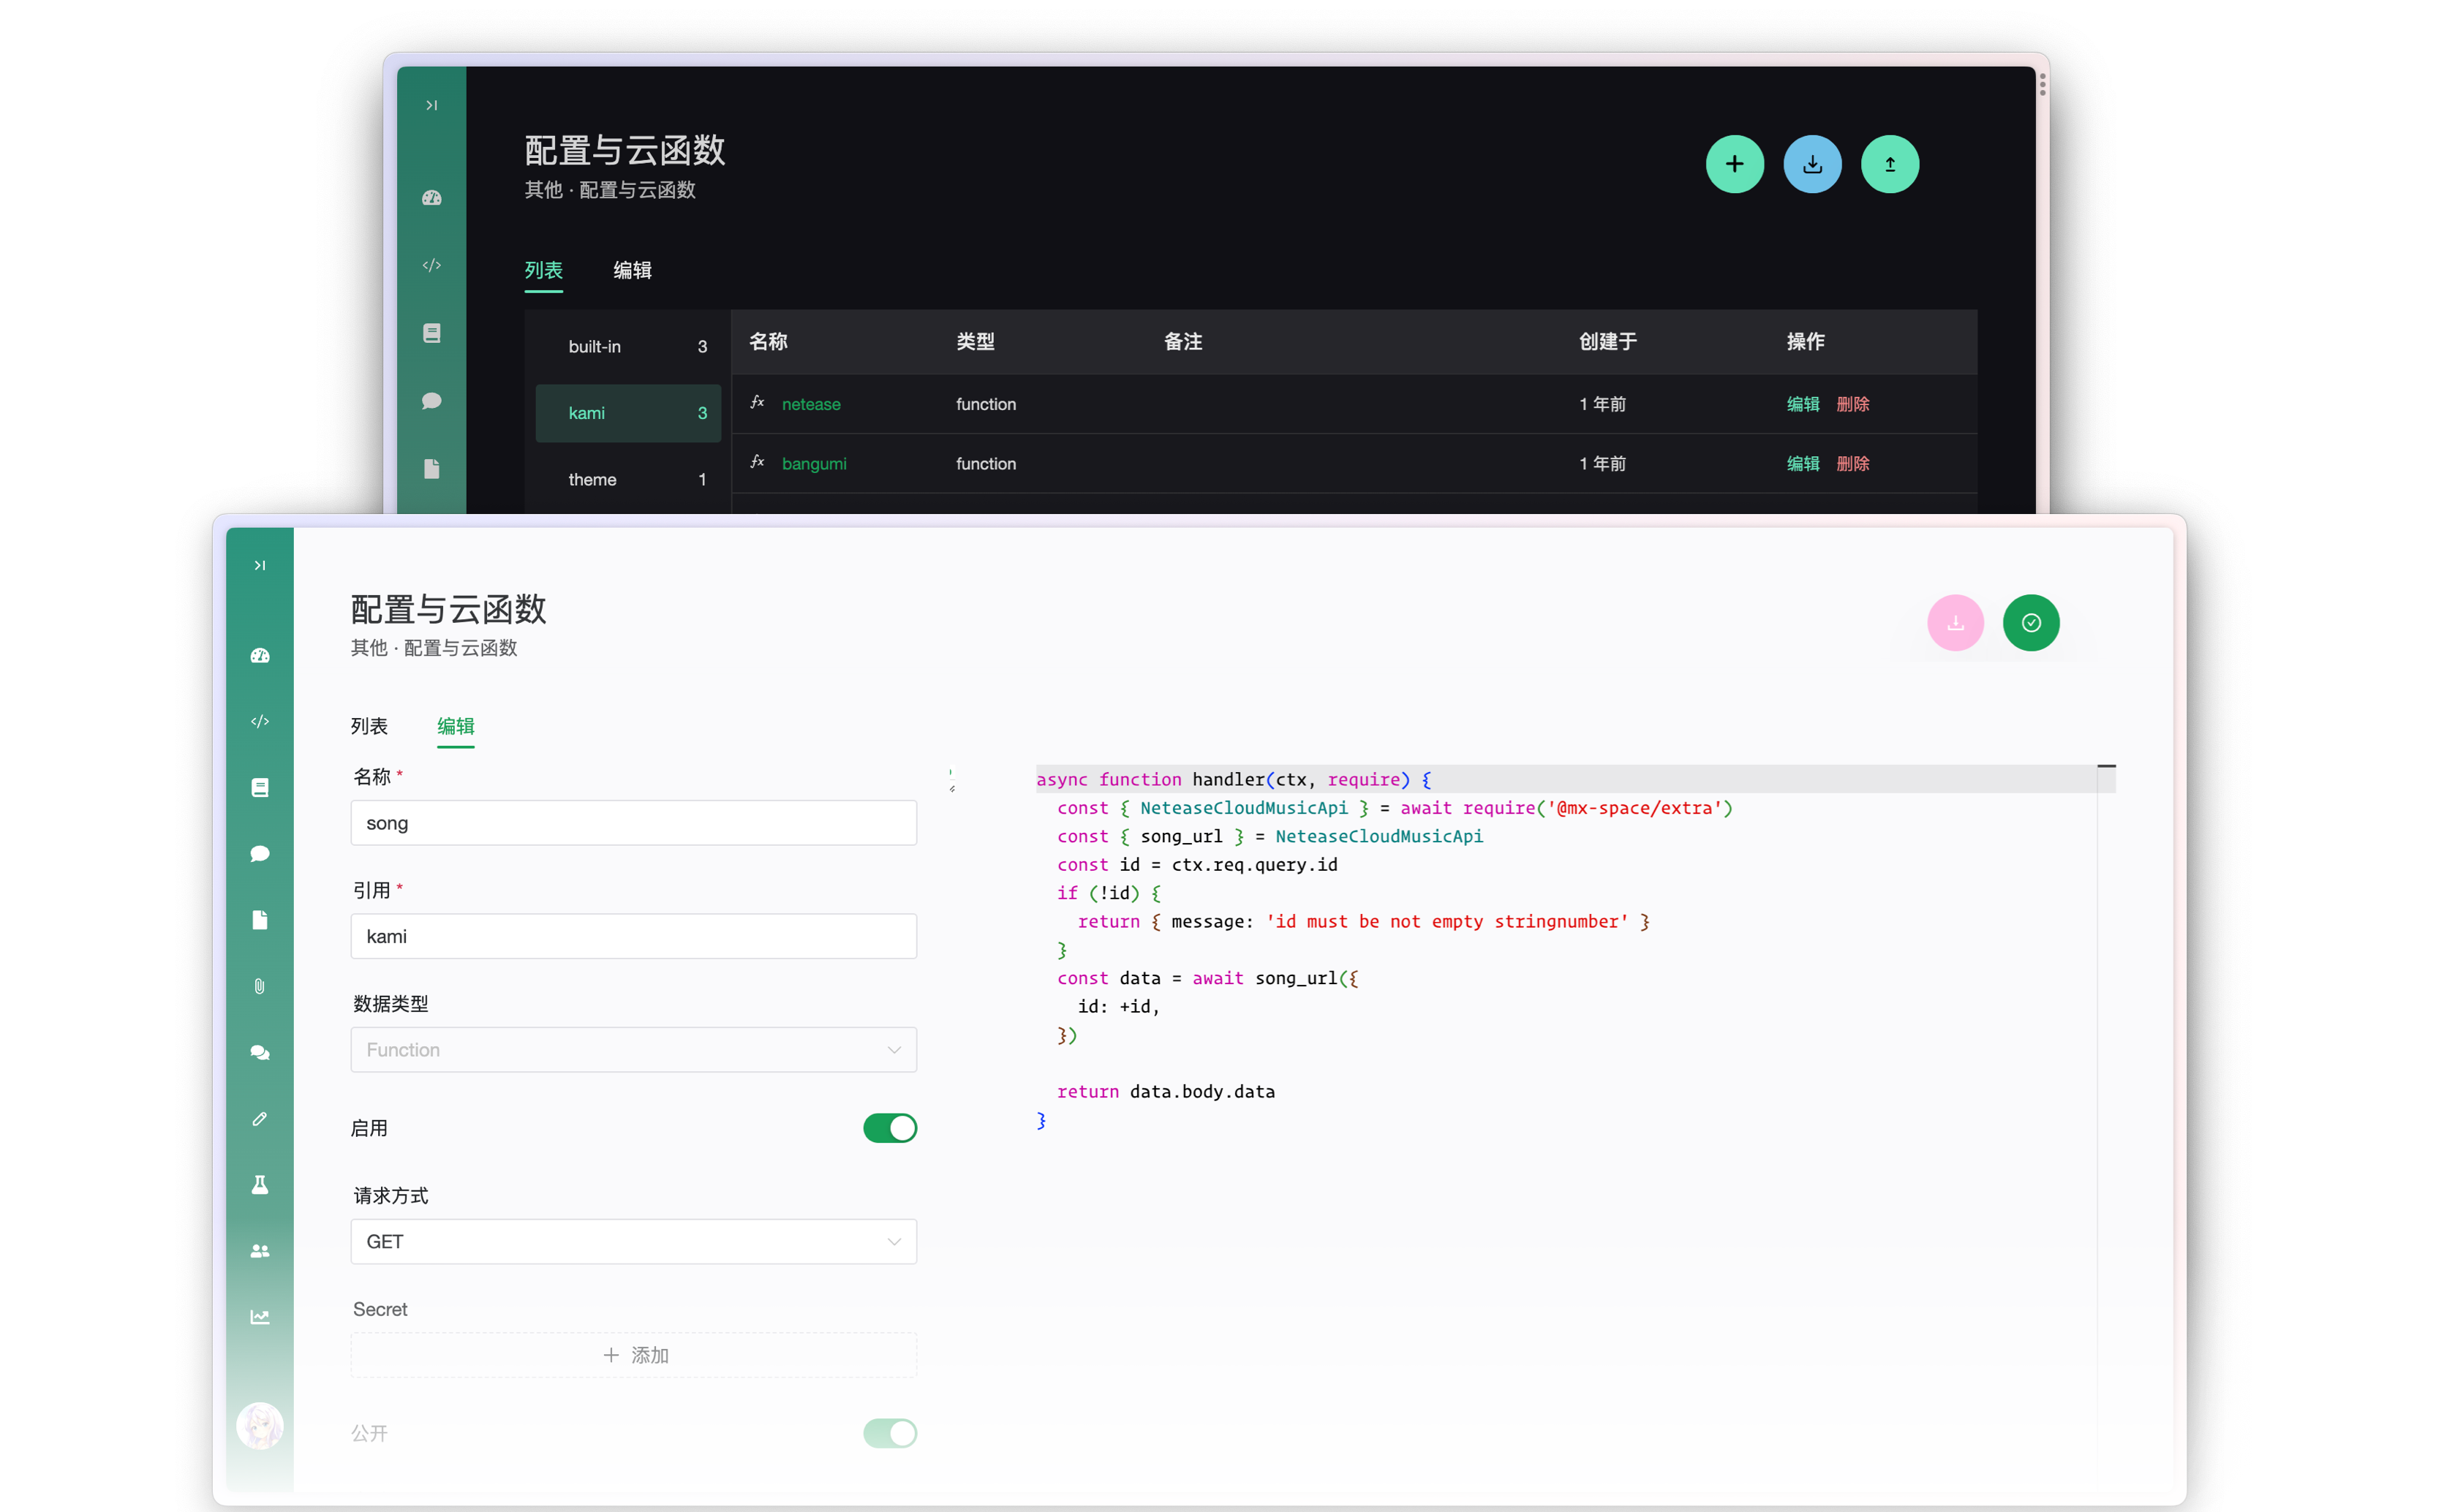 配置与云函数
其他 · 配置与云函数
列表 编辑
built-in 3
kami 3
theme 1
名称 类型 备注 创建于 操作
netease function 1 年前 编辑 删除
bangumi function 1 年前 编辑 删除
配置与云函数
其他 · 配置与云函数
列表 编辑
名称 *
song
引用 *
kami
数据类型
Function
启用
请求方式
GET
Secret
+ 添加
公开
async function handler(ctx, require) {
  const { NeteaseCloudMusicApi } = await require('@mx-space/extra')
  const { song_url } = NeteaseCloudMusicApi
  const id = ctx.req.query.id
  if (!id) {
    return { message: 'id must be not empty stringnumber' }
  }
  const data = await song_url({
    id: +id,
  })
  return data.body.data
}